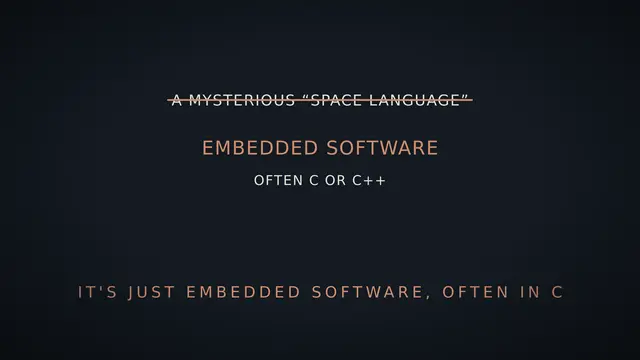 A MYSTERIOUS “SPACE LANGUAGE”
EMBEDDED SOFTWARE
OFTEN C OR C++
IT'S JUST EMBEDDED SOFTWARE, OFTEN IN C